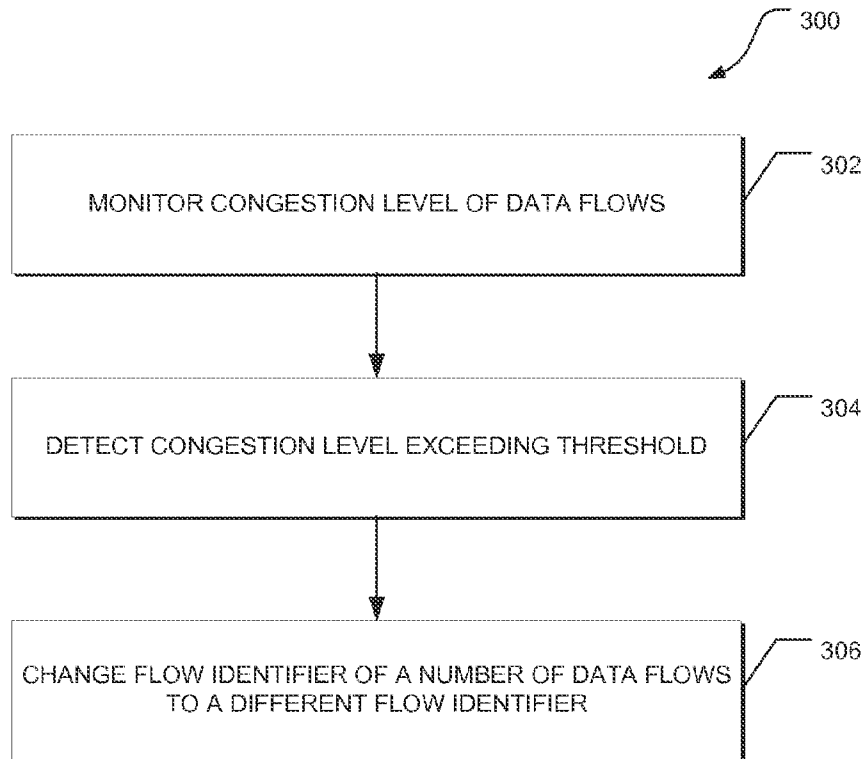 300
MONITOR CONGESTION LEVEL OF DATA FLOWS
302
DETECT CONGESTION LEVEL EXCEEDING THRESHOLD
304
CHANGE FLOW IDENTIFIER OF A NUMBER OF DATA FLOWS
TO A DIFFERENT FLOW IDENTIFIER
306